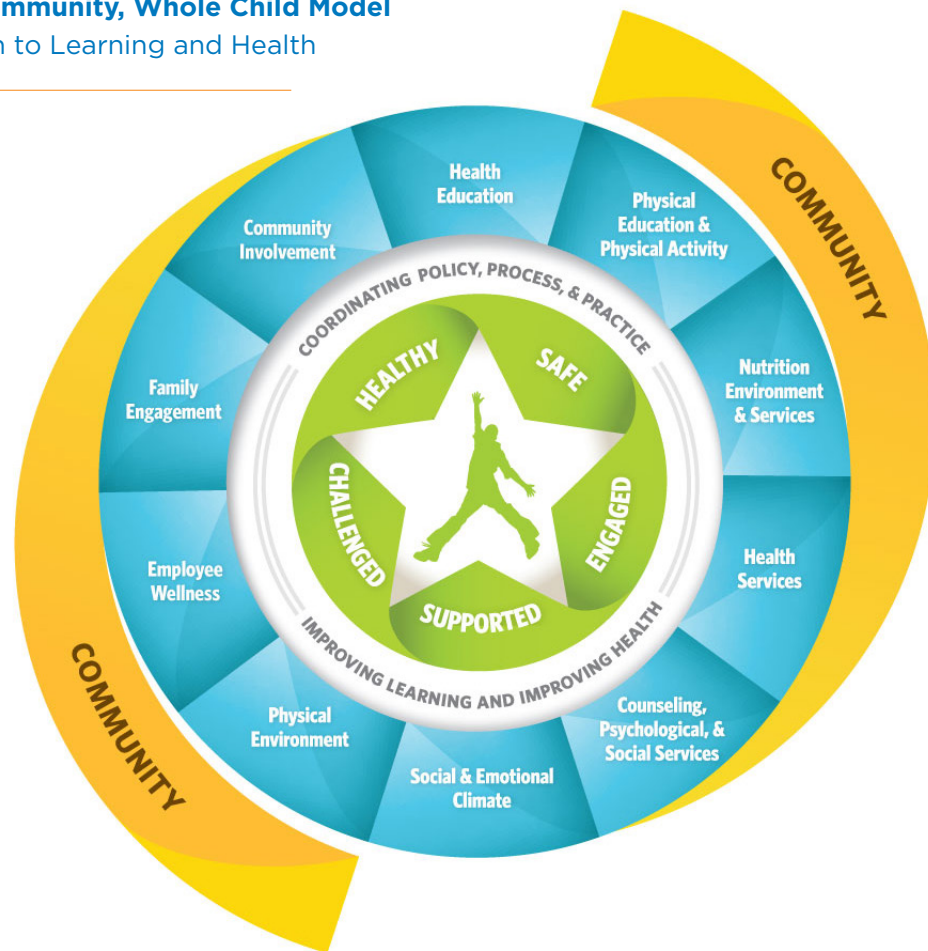 mmunity, Whole Child Model
n to Learning and Health
COMMUNITY
Health
Education
Physical
Education &
Physical Activity
Nutrition
Environment
& Services
Health
Services
Counseling,
Psychological, &
Social Services
Social & Emotional
Climate
Physical
Environment
Employee
Wellness
Family
Engagement
Community
Involvement
COORDINATING POLICY, PROCESS, & PRACTICE
IMPROVING LEARNING AND IMPROVING HEALTH
HEALTHY
SAFE
ENGAGED
SUPPORTED
CHALLENGED
COMMUNITY